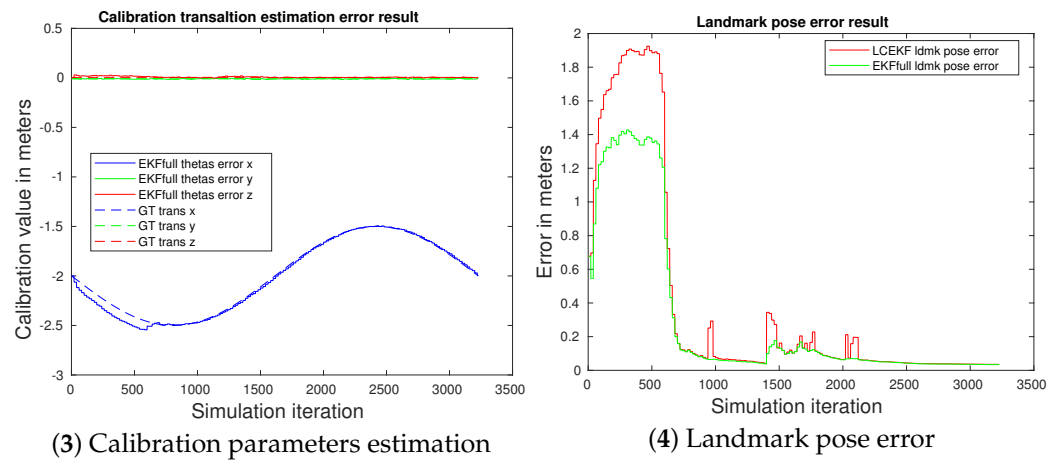 Calibration transaltion estimation error result
0.5
0
-0.5
-1
-1.5
-2
-2.5
-3
Calibration value in meters
EKFfull thetas error x
EKFfull thetas error y
EKFfull thetas error z
GT trans x
GT trans y
GT trans z
0 500 1000 1500 2000 2500 3000 3500
Simulation iteration
(3) Calibration parameters estimation
Landmark pose error result
2
1.8
1.6
1.4
1.2
1
0.8
0.6
0.4
0.2
0
Error in meters
LCEKF ldmk pose error
EKFfull ldmk pose error
0 500 1000 1500 2000 2500 3000 3500
Simulation iteration
(4) Landmark pose error